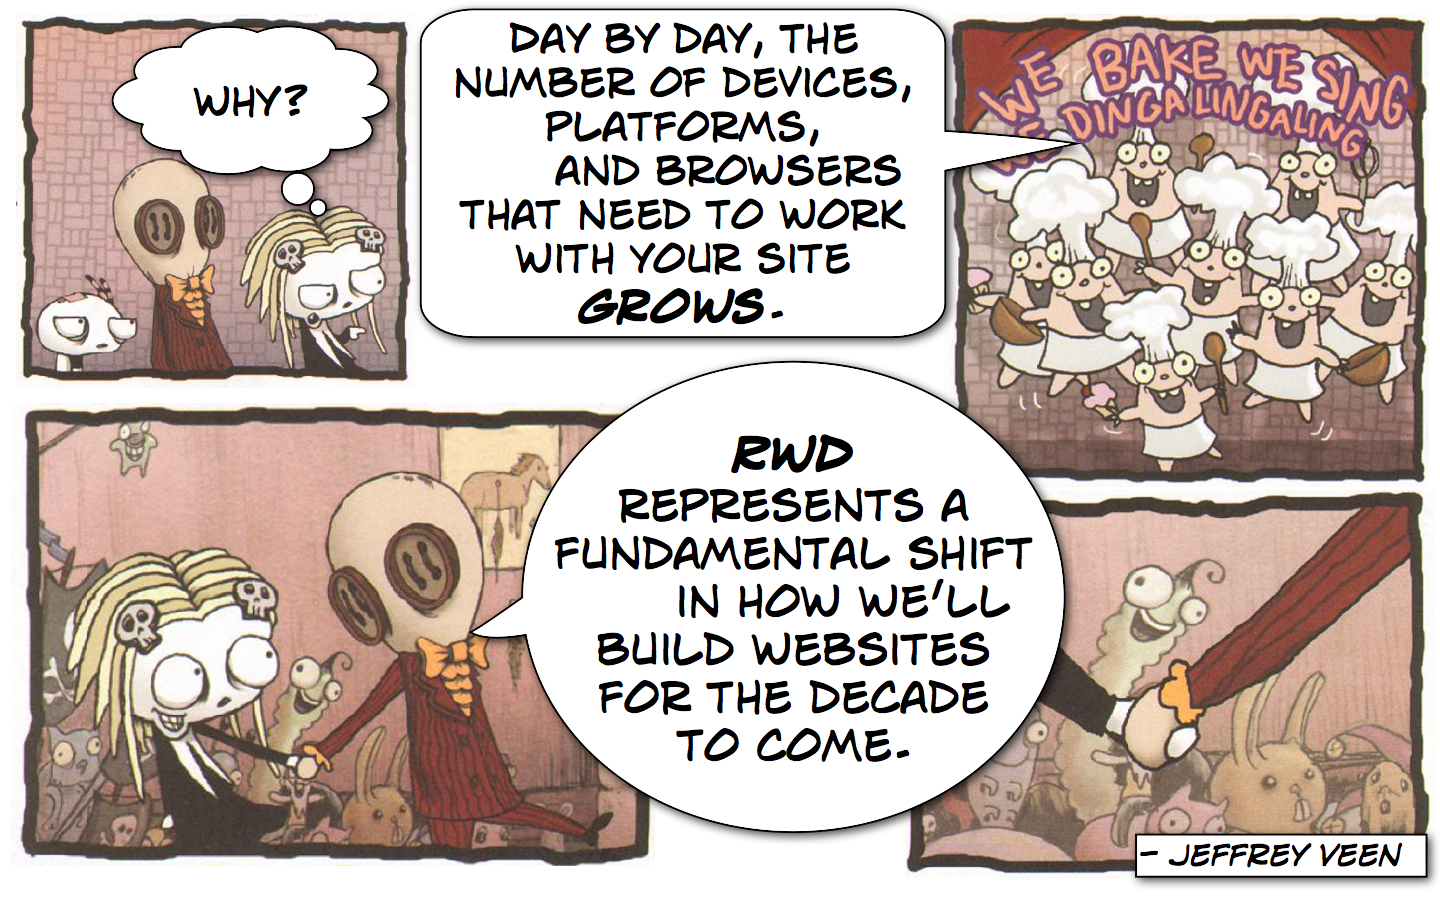 WHY?
DAY BY DAY, THE
NUMBER OF DEVICES,
PLATFORMS,
AND BROWSERS
THAT NEED TO WORK
WITH YOUR SITE
GROWS.
WE BAKE WE SING
WE DINGALINGALING
RWD
REPRESENTS A
FUNDAMENTAL SHIFT
IN HOW WE'LL
BUILD WEBSITES
FOR THE DECADE
TO COME.
- JEFFREY VEEN